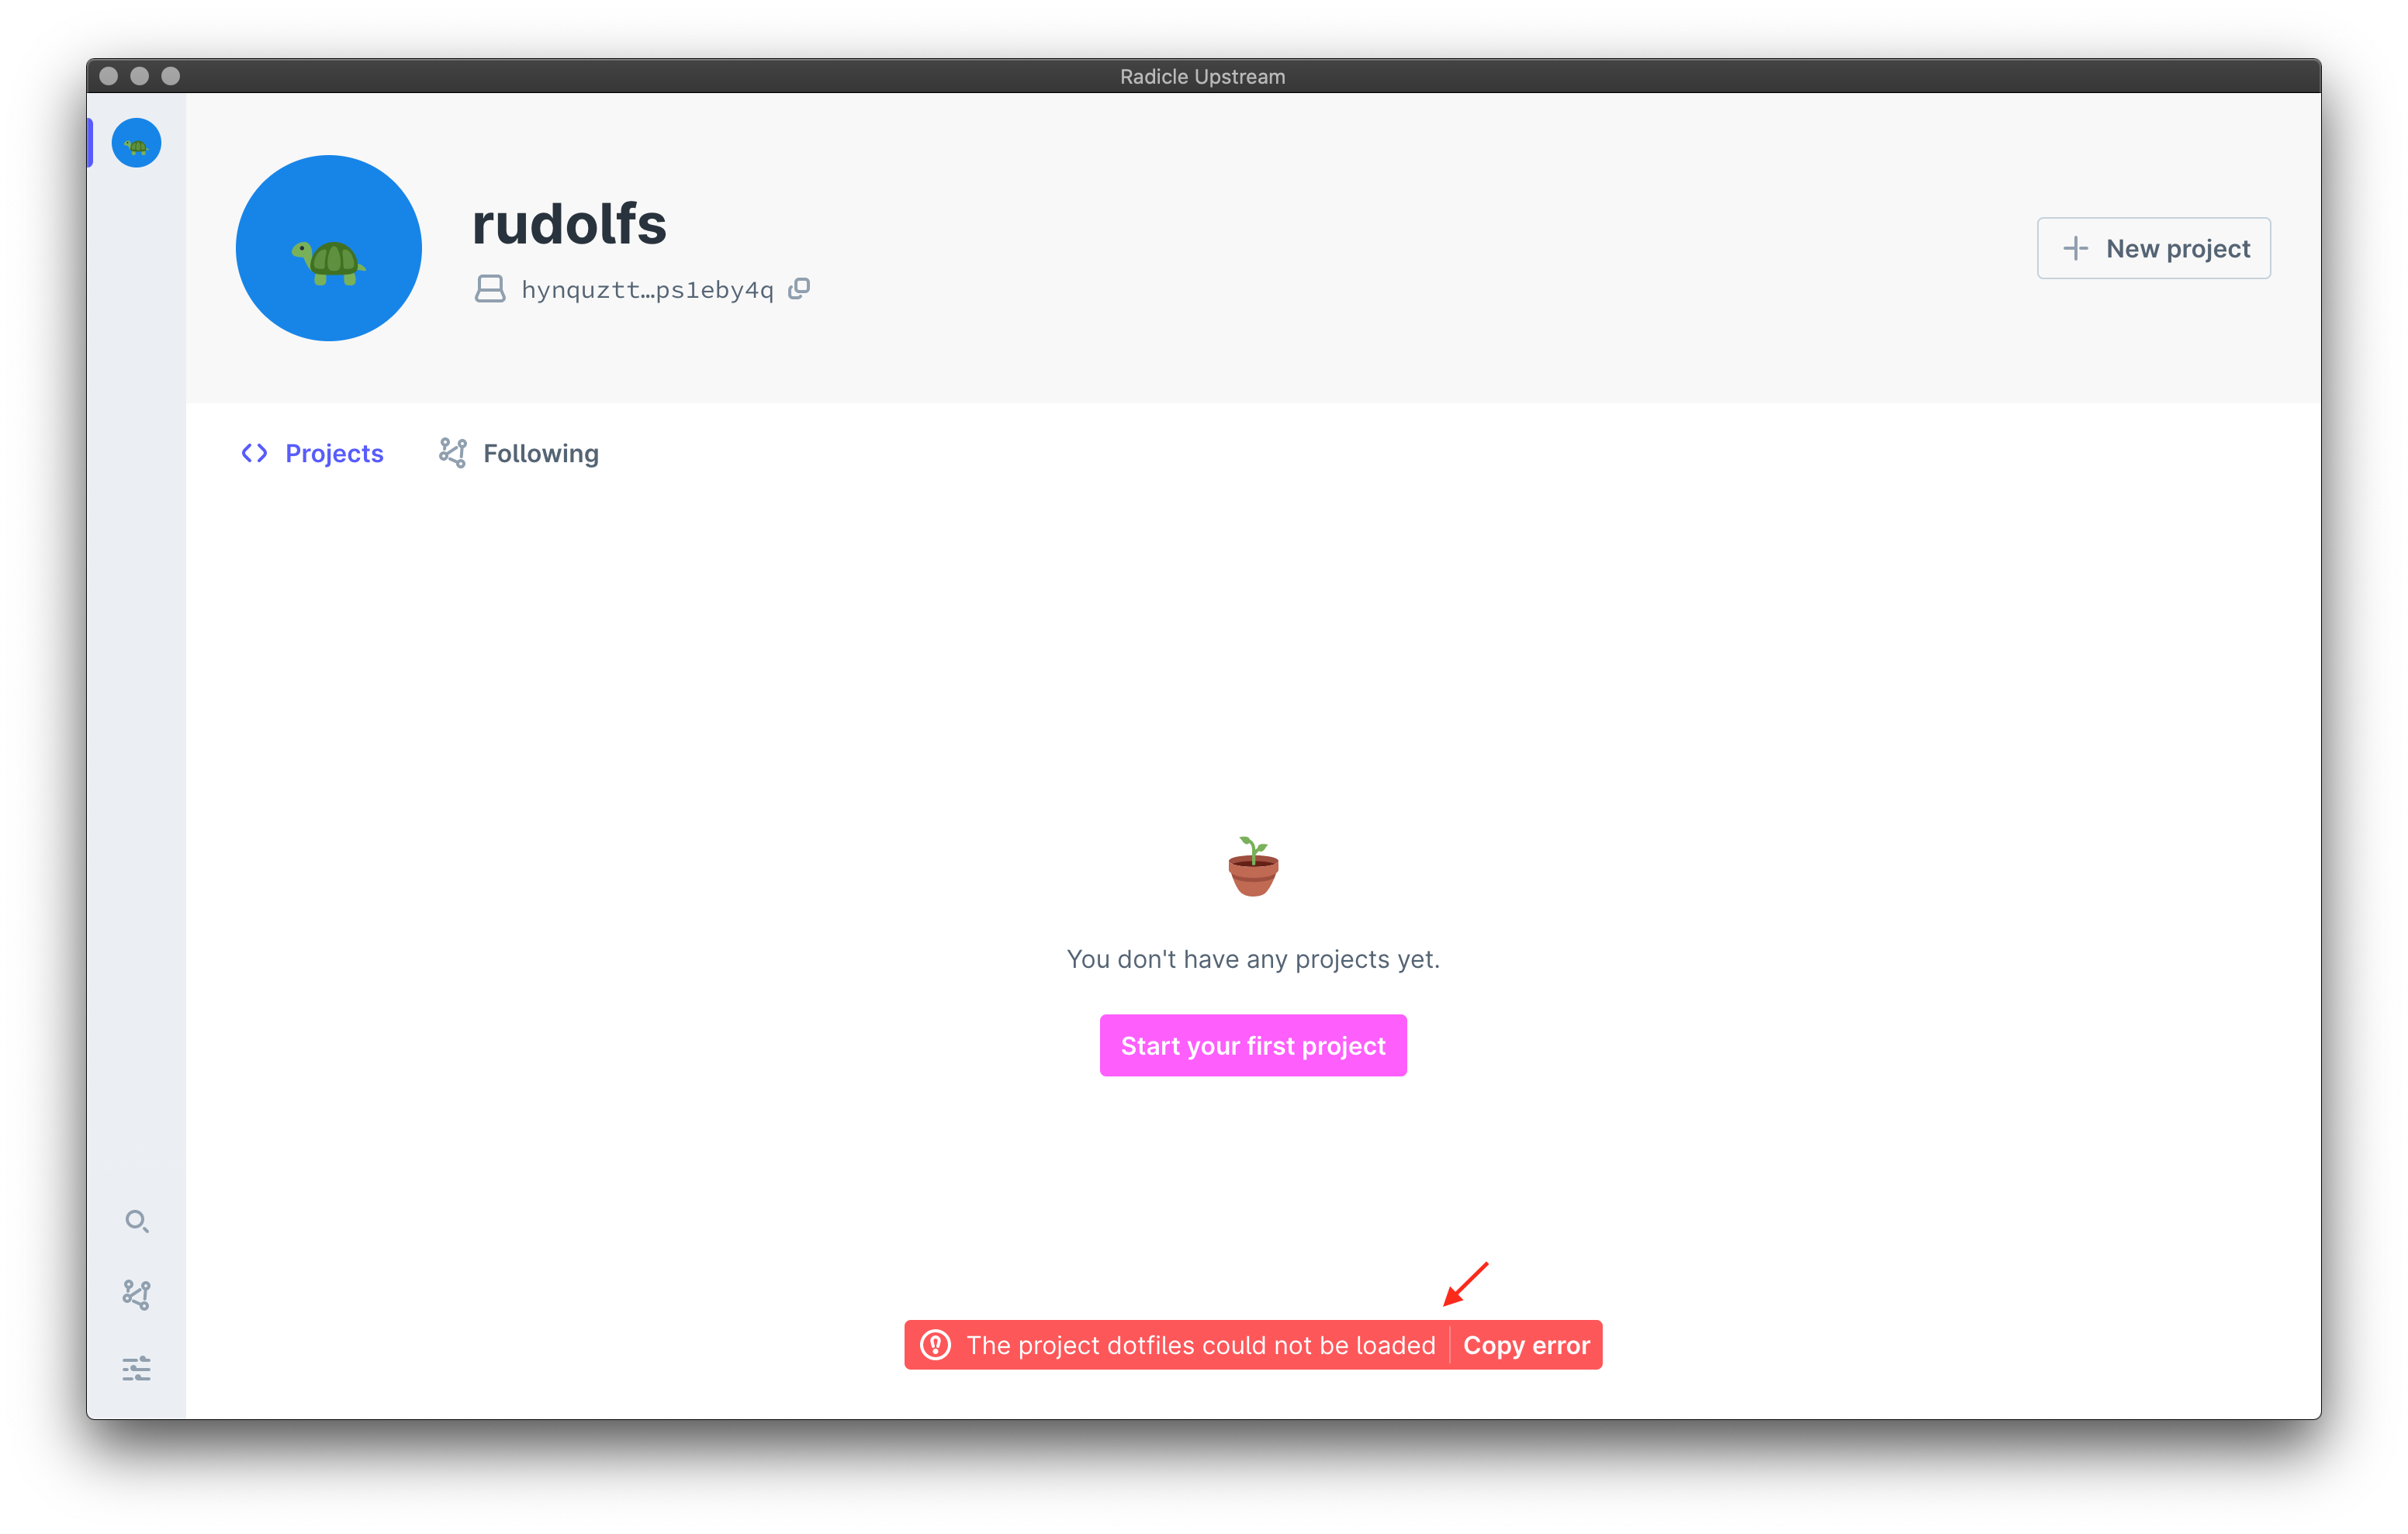 Radicle Upstream
rudolfs
hynquztt…ps1eby4q
New project
Projects
Following
You don't have any projects yet.
Start your first project
The project dotfiles could not be loaded
Copy error